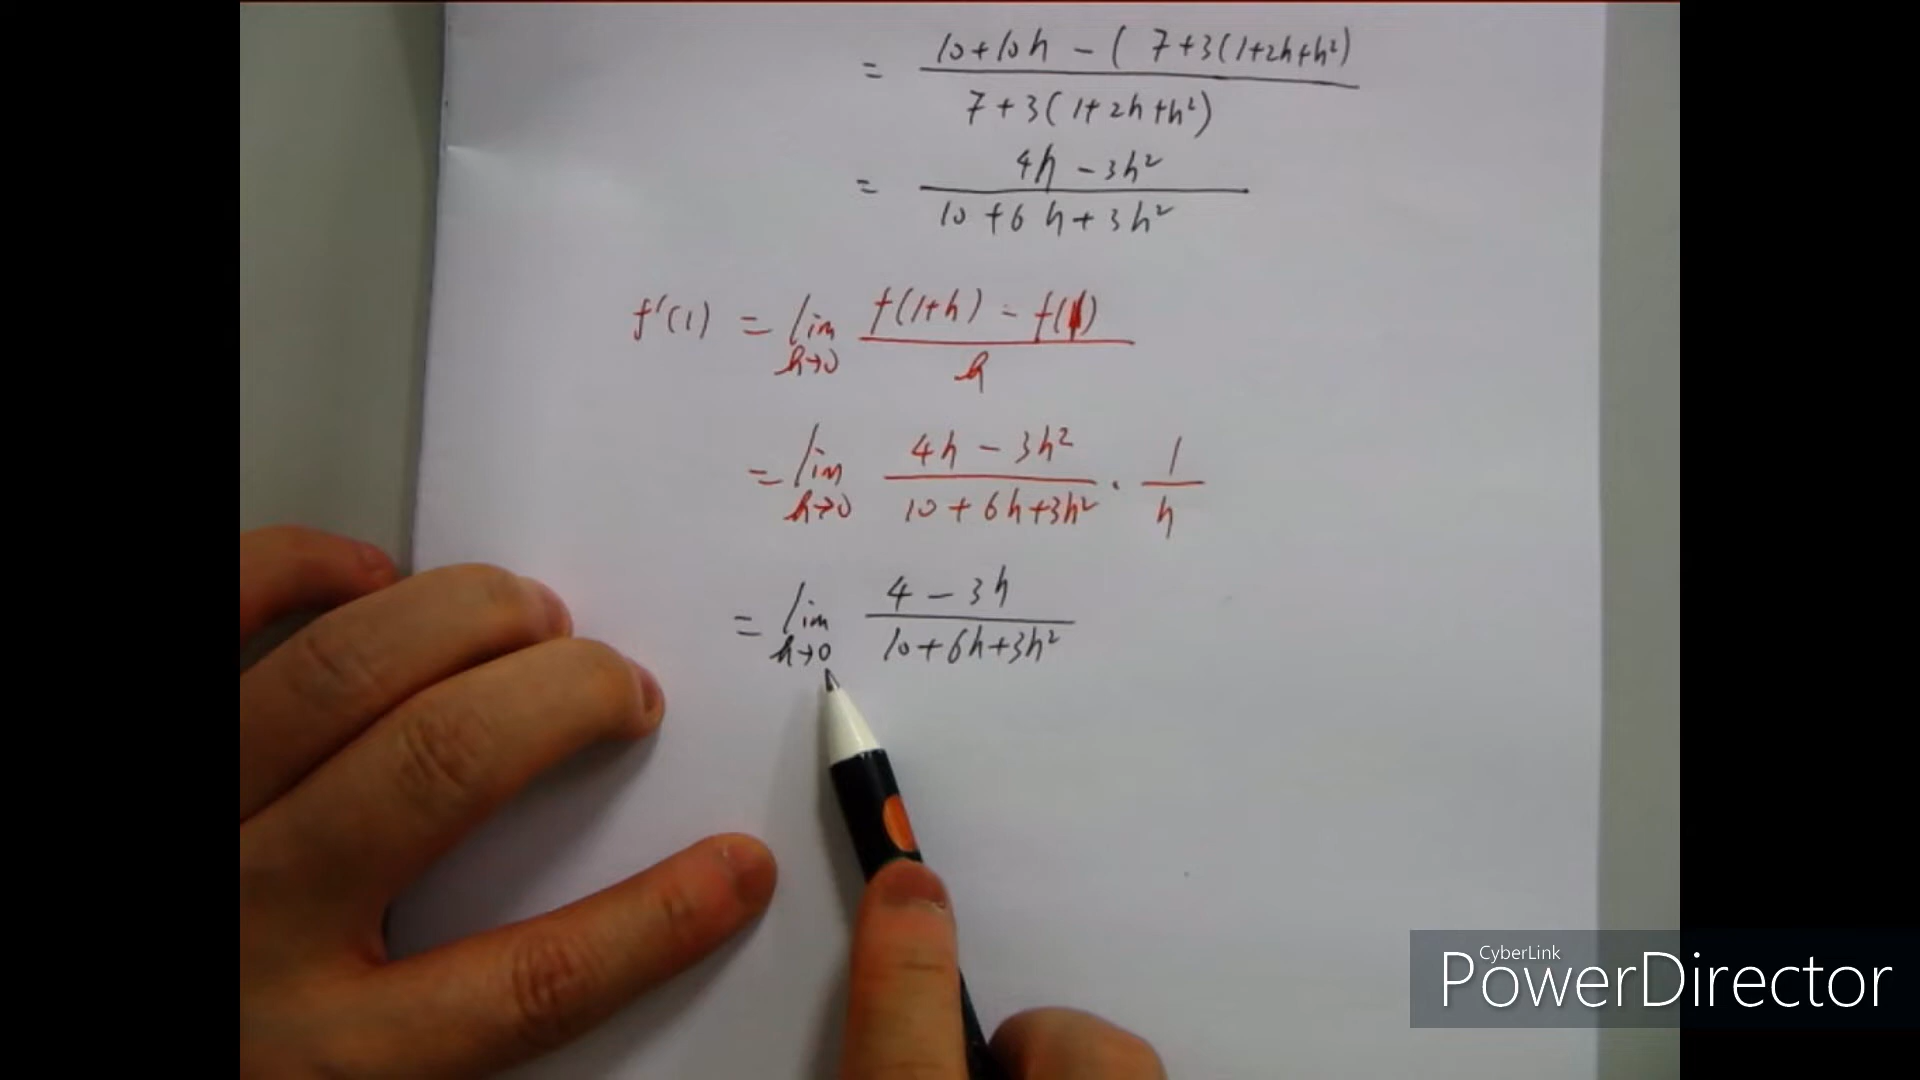 = 10+10h - ( 7+3(1+2h+h²) / 7+3(1+2h+h²)
= 4h - 3h² / 10+6h+3h²
f'(1) = lim h→0 f(1+h) - f(1) / h
= lim h→0 4h - 3h² / 10+6h+3h² · 1 / h
= lim h→0 4 - 3h / 10+6h+3h²
CyberLink
PowerDirector